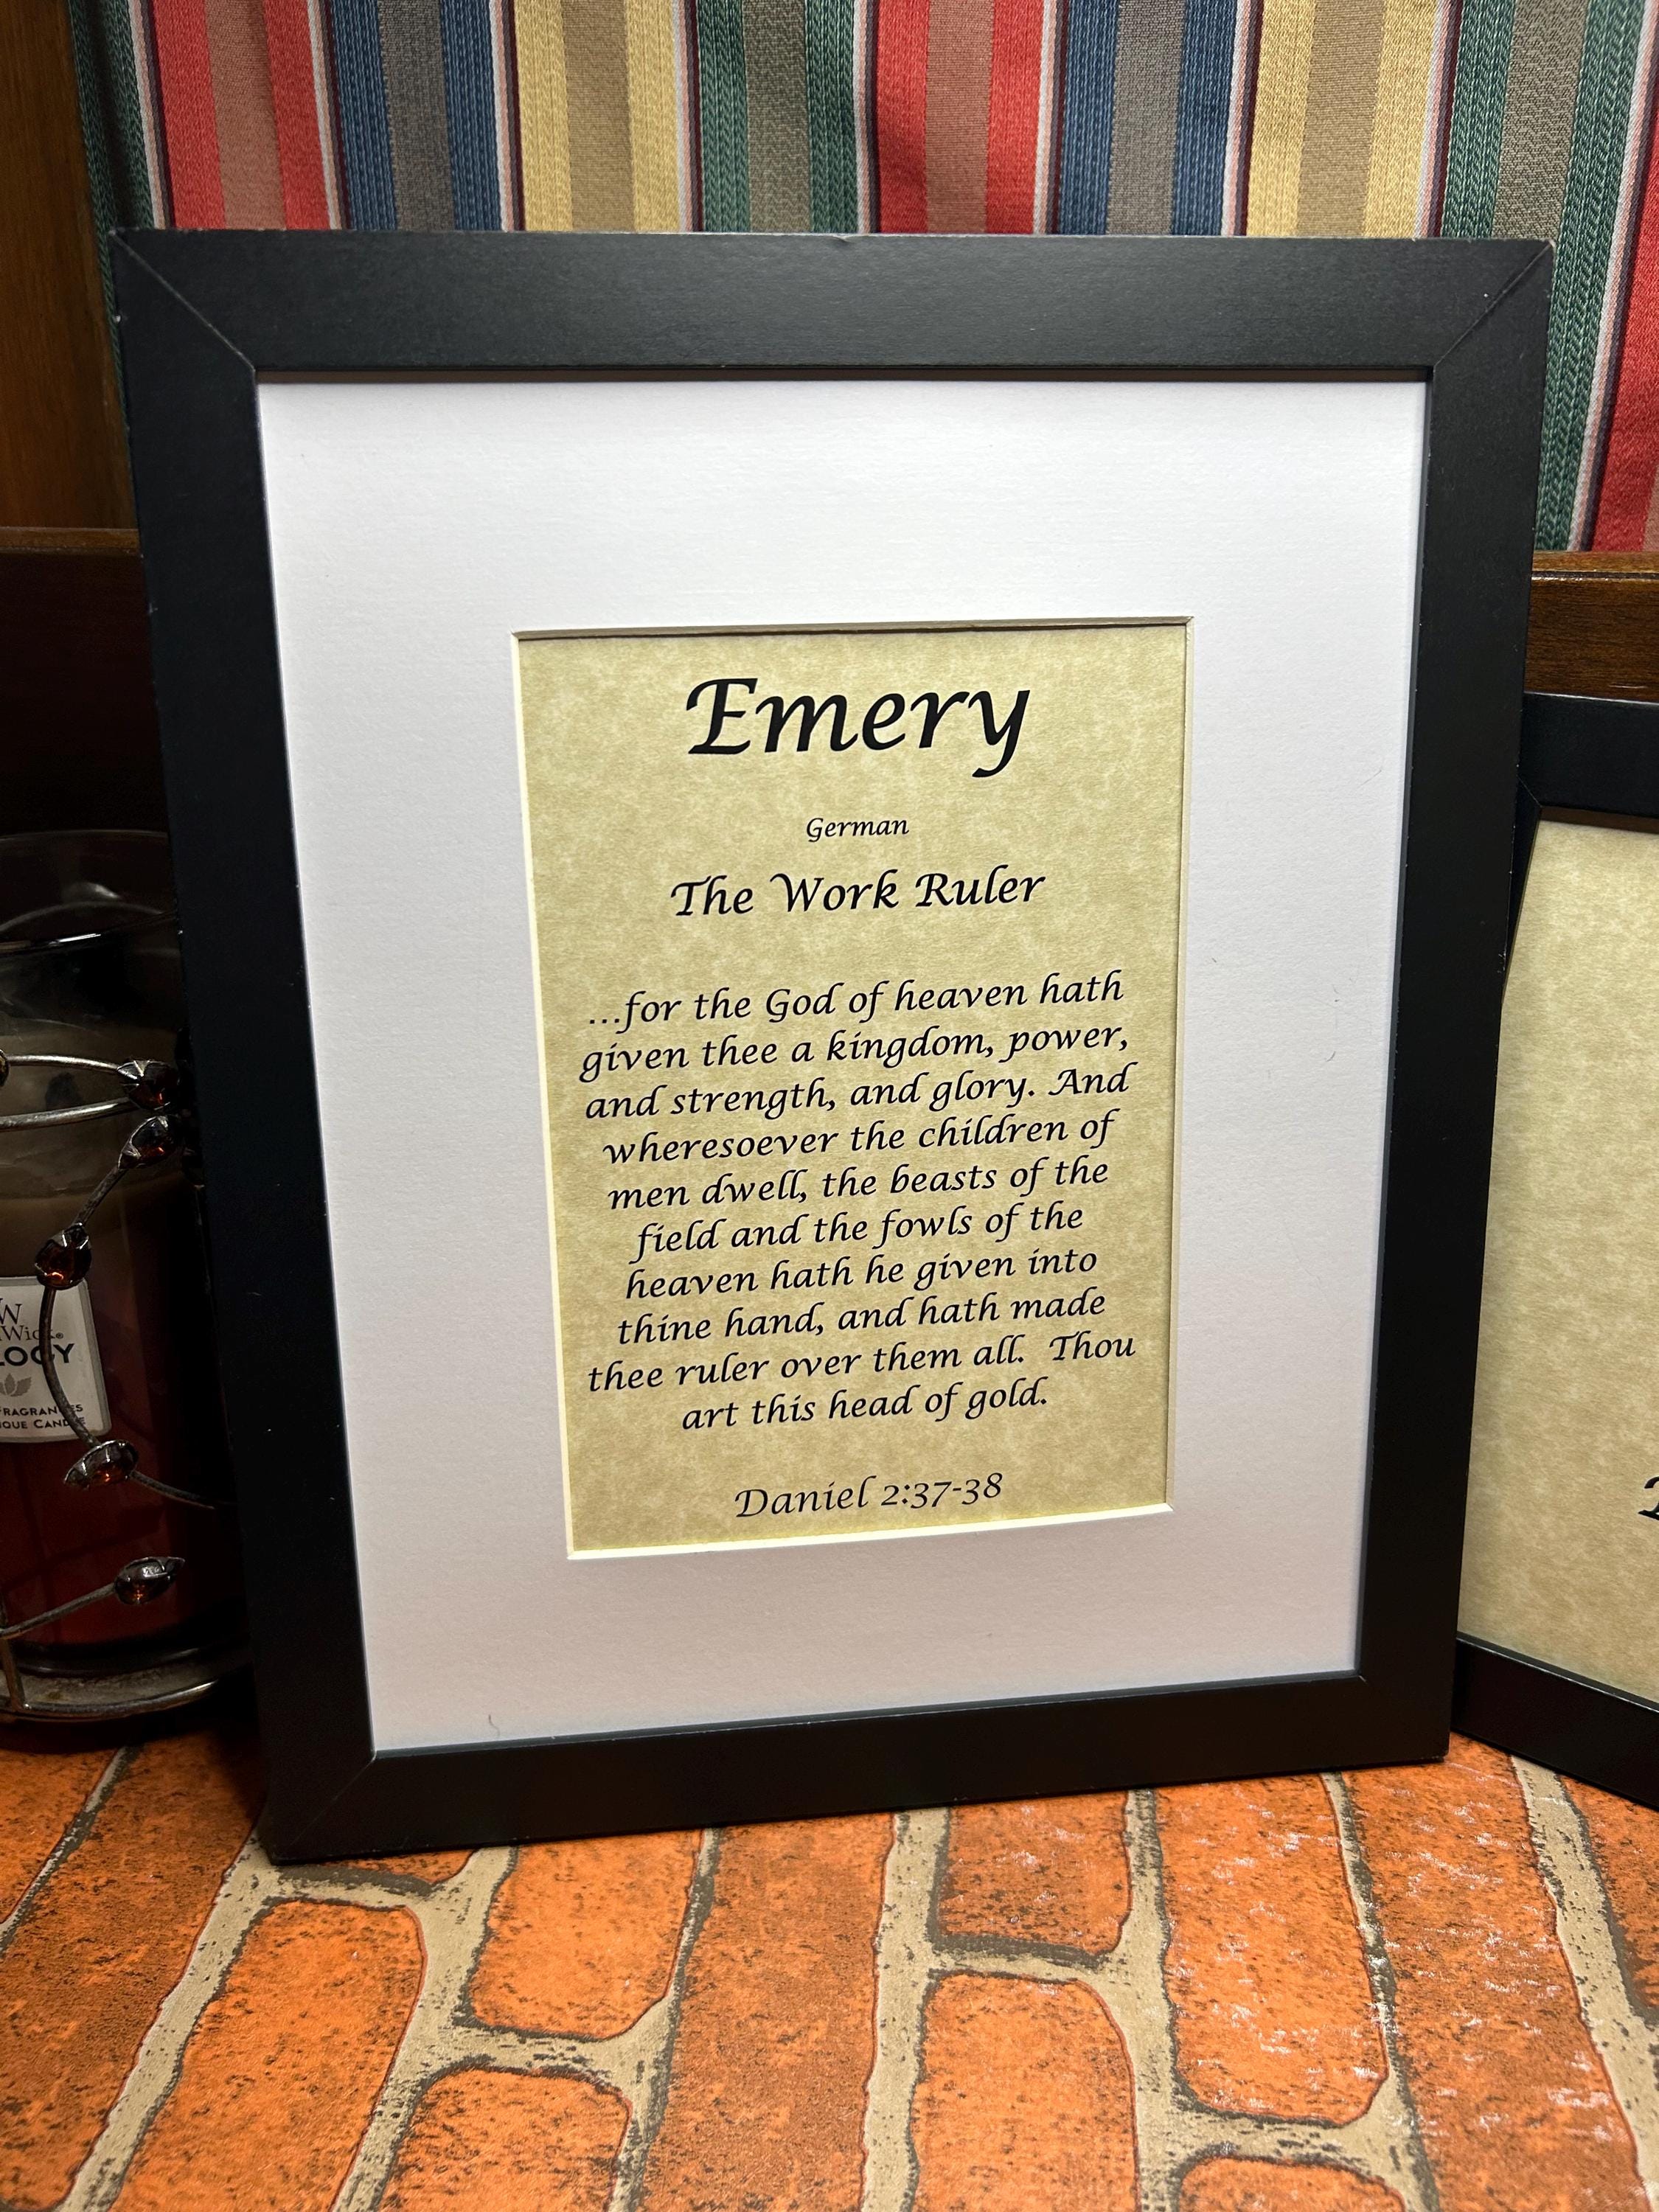 Emery
German
The Work Ruler
...for the God of heaven hath
given thee a kingdom, power,
and strength, and glory. And
wheresoever the children of
men dwell, the beasts of the
field and the fowls of the
heaven hath he given into
thine hand, and hath made
thee ruler over them all. Thou
art this head of gold.
Daniel 2:37-38
W
Wick®
LOGY